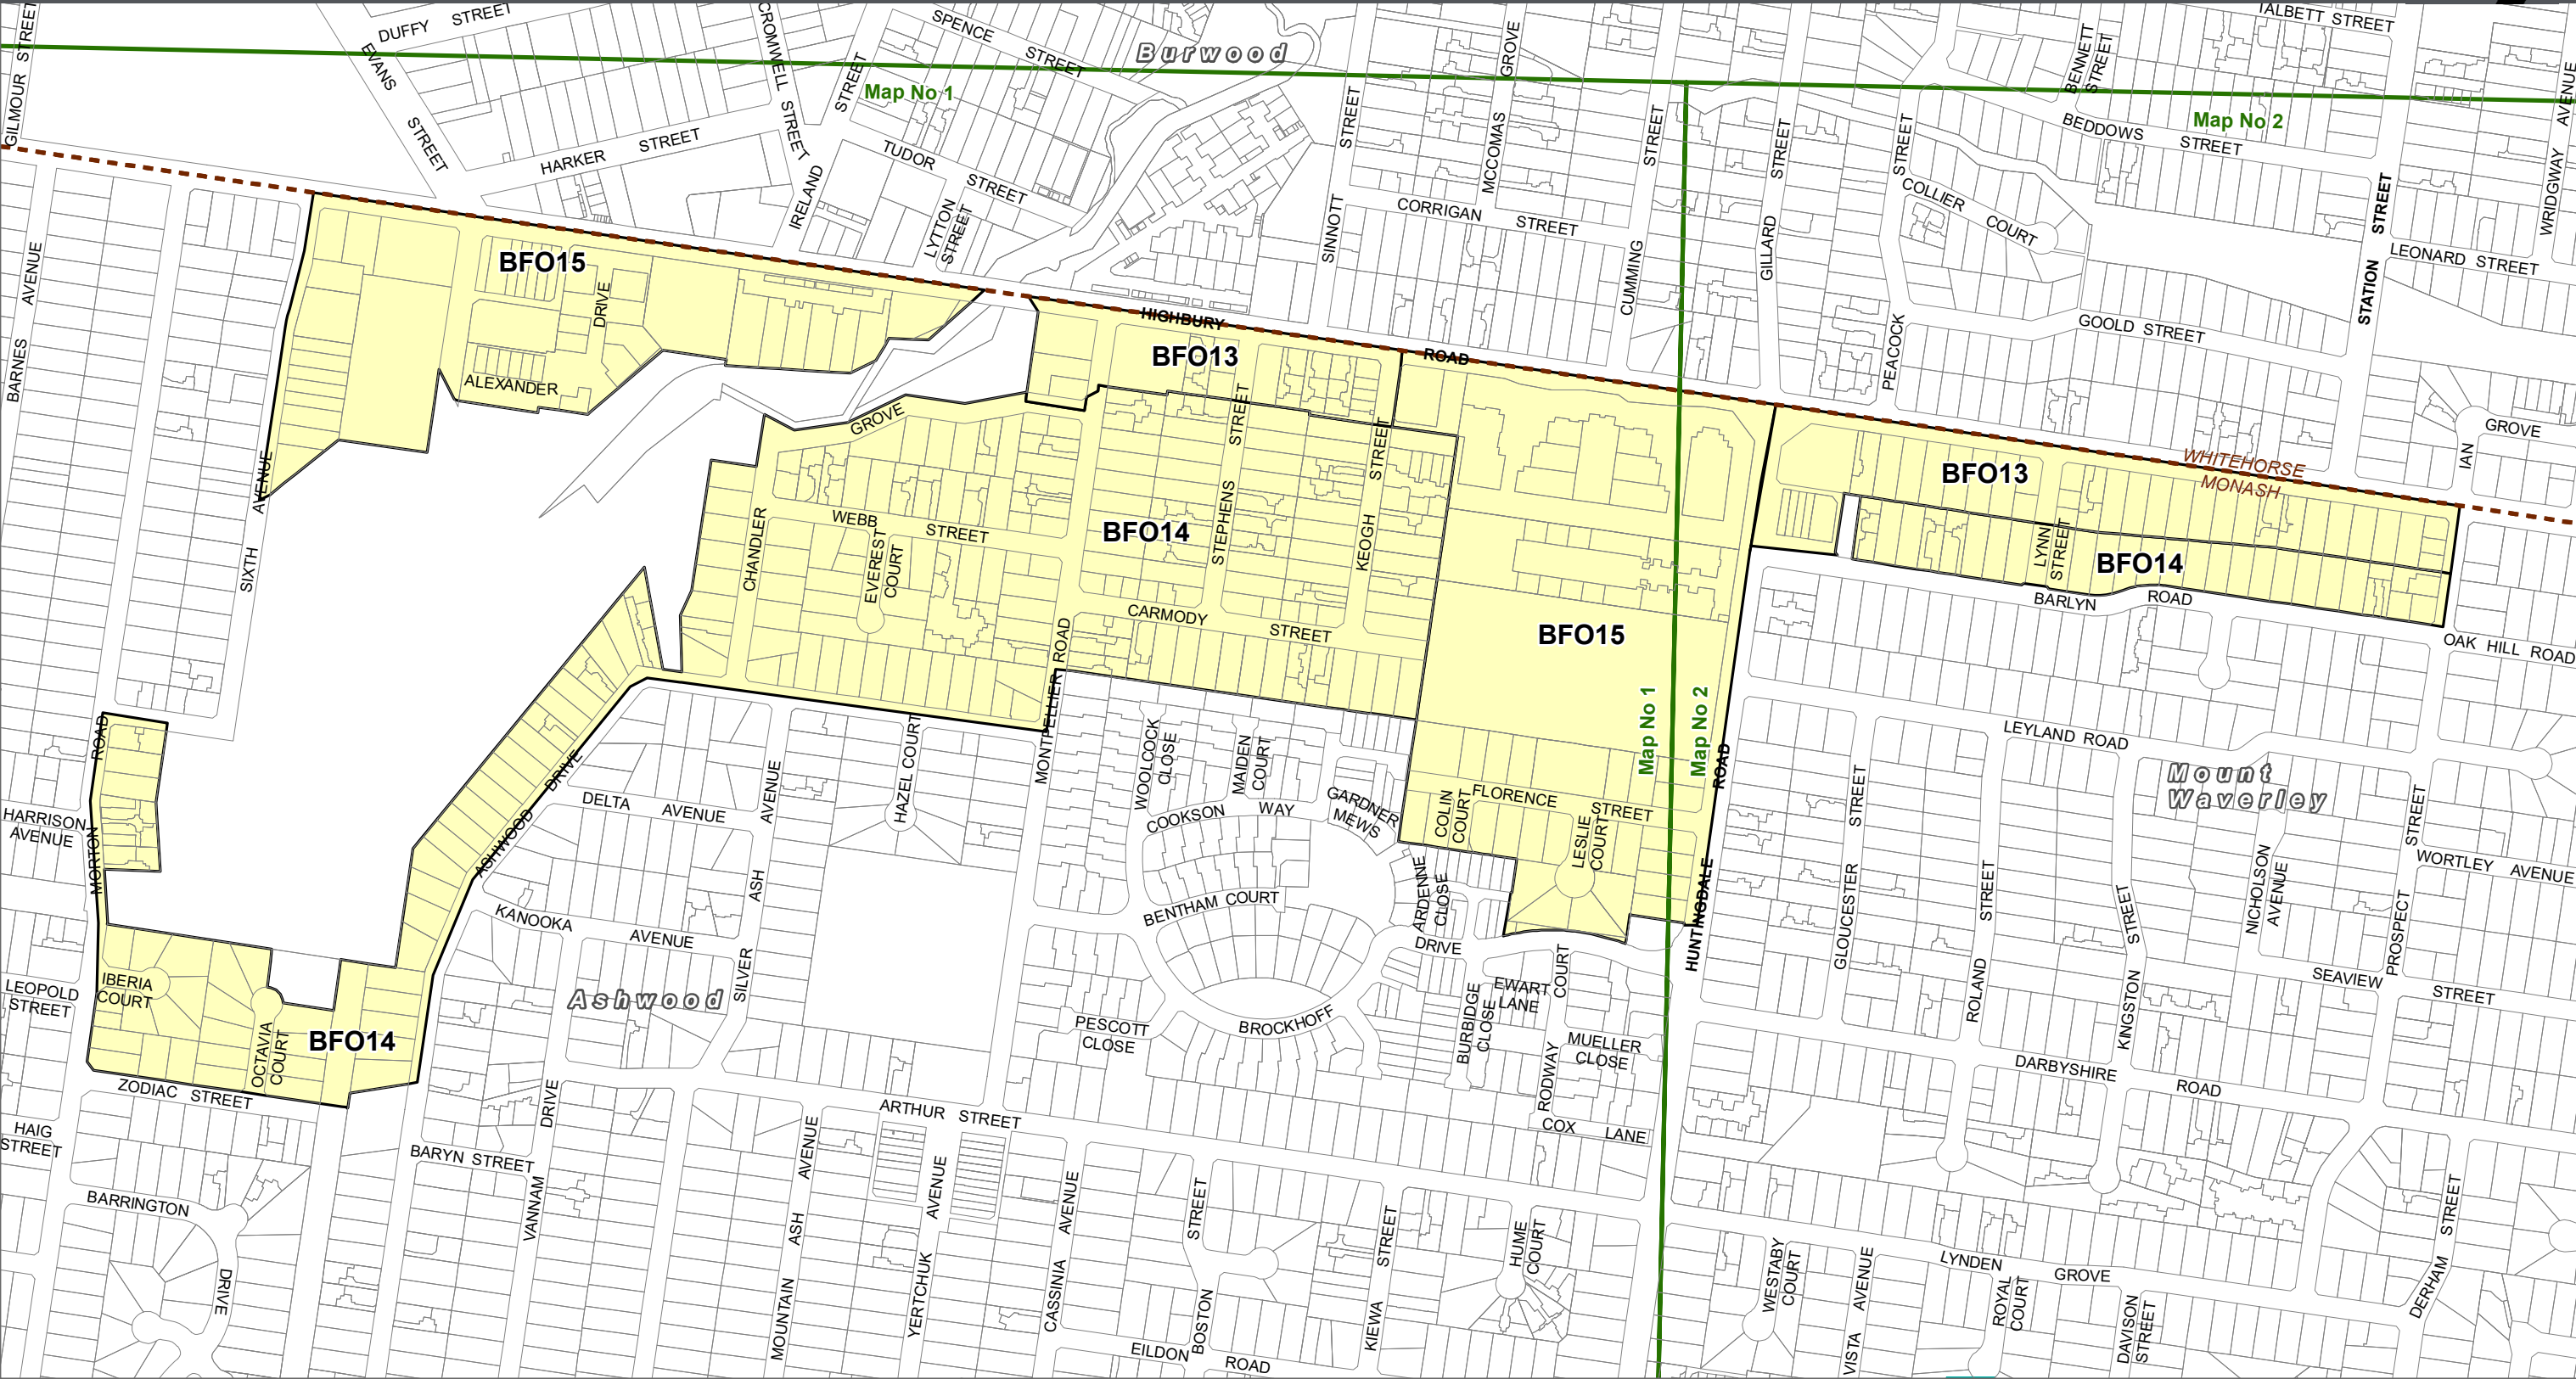 DUFFY STREET
SPENCE STREET
Burwood
TALBETT STREET
GILMOUR STREET
EVANS STREET
CROMWELL STREET
STREET
Map No 1
MCCOMAS GROVE
BENNETT STREET
Map No 2
WRIDGWAY AVENUE
HARKER STREET
TUDOR STREET
IRELAND
LYTTON STREET
SINNOTT STREET
CORRIGAN STREET
CUMMING STREET
GILLARD STREET
PEACOCK STREET
COLLIER COURT
BEDDOWS STREET
STATION STREET
LEONARD STREET
GOOLD STREET
BARNES AVENUE
BFO15
DRIVE
ALEXANDER
HIGHBURY ROAD
BFO13
GROVE
IAN GROVE
WHITEHORSE
MONASH
BFO13
SIXTH AVENUE
CHANDLER
WEBB STREET
EVEREST COURT
BFO14
STEPHENS STREET
KEOGH STREET
LYNN STREET
BFO14
BARLYN ROAD
CARMODY STREET
BFO15
OAK HILL ROAD
MONTPELLIER ROAD
Map No 1
Map No 2
HUNTINGDALE ROAD
LEYLAND ROAD
Mount
Waverley
MORTON ROAD
HARRISON
AVENUE
ASHWOOD DRIVE
DELTA AVENUE
SILVER ASH AVENUE
HAZEL COURT
WOOLCOCK CLOSE
MAIDEN COURT
COOKSON WAY
GARDNER
MEWS
COLIN COURT
FLORENCE STREET
LESLIE COURT
GLOUCESTER STREET
ROLAND STREET
KINGSTON STREET
NICHOLSON AVENUE
PROSPECT STREET
WORTLEY AVENUE
KANOOKA AVENUE
BENTHAM COURT
ARDENNE CLOSE
DRIVE
SEAVIEW STREET
IBERIA
COURT
LEOPOLD
STREET
OCTAVIA COURT
BFO14
Ashwood
PESCOTT
CLOSE
BROCKHOFF
BURBIDGE CLOSE
EWART
LANE
RODWAY COURT
MUELLER
CLOSE
DARBYSHIRE ROAD
ZODIAC STREET
HAIG
STREET
VANNAM DRIVE
ARTHUR STREET
COX LANE
BARYN STREET
BARRINGTON DRIVE
MOUNTAIN ASH AVENUE
YERTCHUK AVENUE
CASSINIA AVENUE
BOSTON STREET
KIEWA STREET
HUME COURT
WESTABY COURT
VISTA AVENUE
LYNDEN GROVE
ROYAL COURT
DAVISON STREET
DERHAM STREET
EILDON ROAD